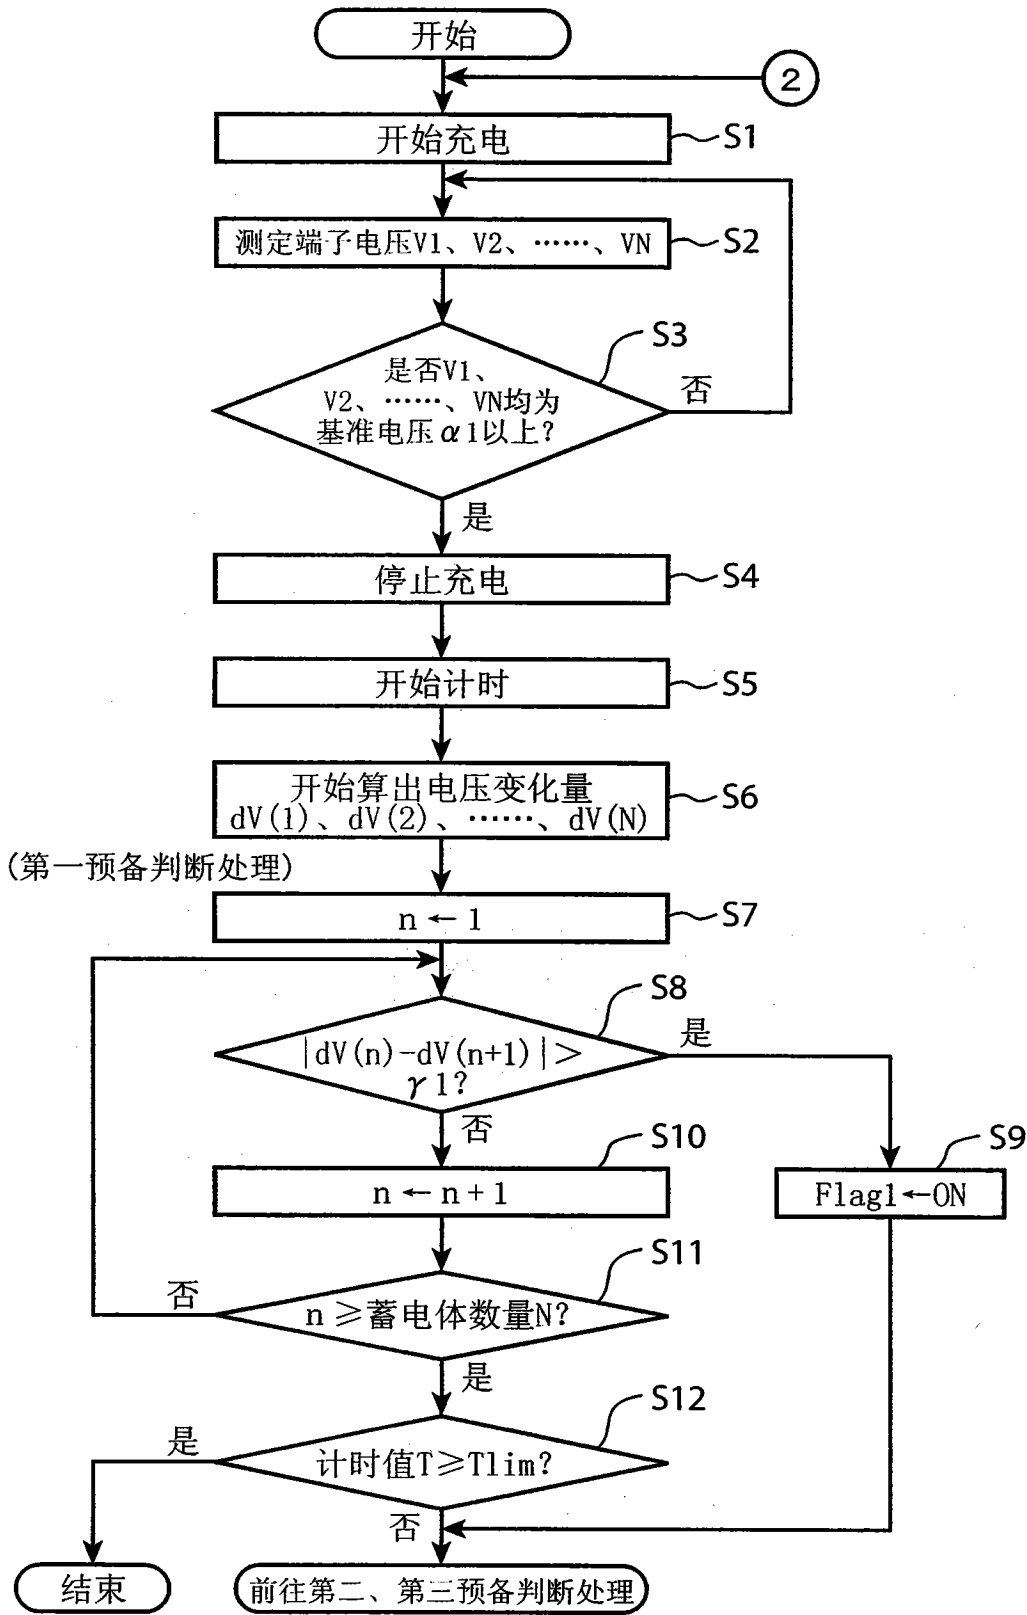 开始
2
开始充电
S1
测定端子电压V1、V2、……、VN
S2
S3
是否V1、
V2、……、VN均为
基准电压α1以上?
否
是
停止充电
S4
开始计时
S5
开始算出电压变化量
dV(1)、dV(2)、……、dV(N)
S6
(第一预备判断处理)
n←1
S7
S8
|dV(n)-dV(n+1)|>
γ1?
是
否
S10
n←n+1
S9
Flag1←ON
S11
n≥蓄电体数量N?
否
是
S12
计时值T≥Tlim?
是
否
结束
前往第二、第三预备判断处理